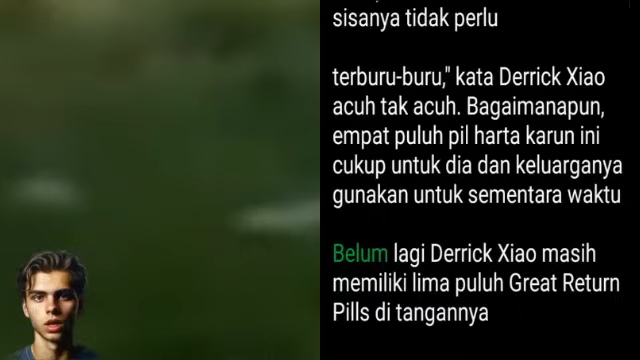 sisanya tidak perlu
terburu-buru," kata Derrick Xiao
acuh tak acuh. Bagaimanapun,
empat puluh pil harta karun ini
cukup untuk dia dan keluarganya
gunakan untuk sementara waktu
Belum lagi Derrick Xiao masih
memiliki lima puluh Great Return
Pills di tangannya